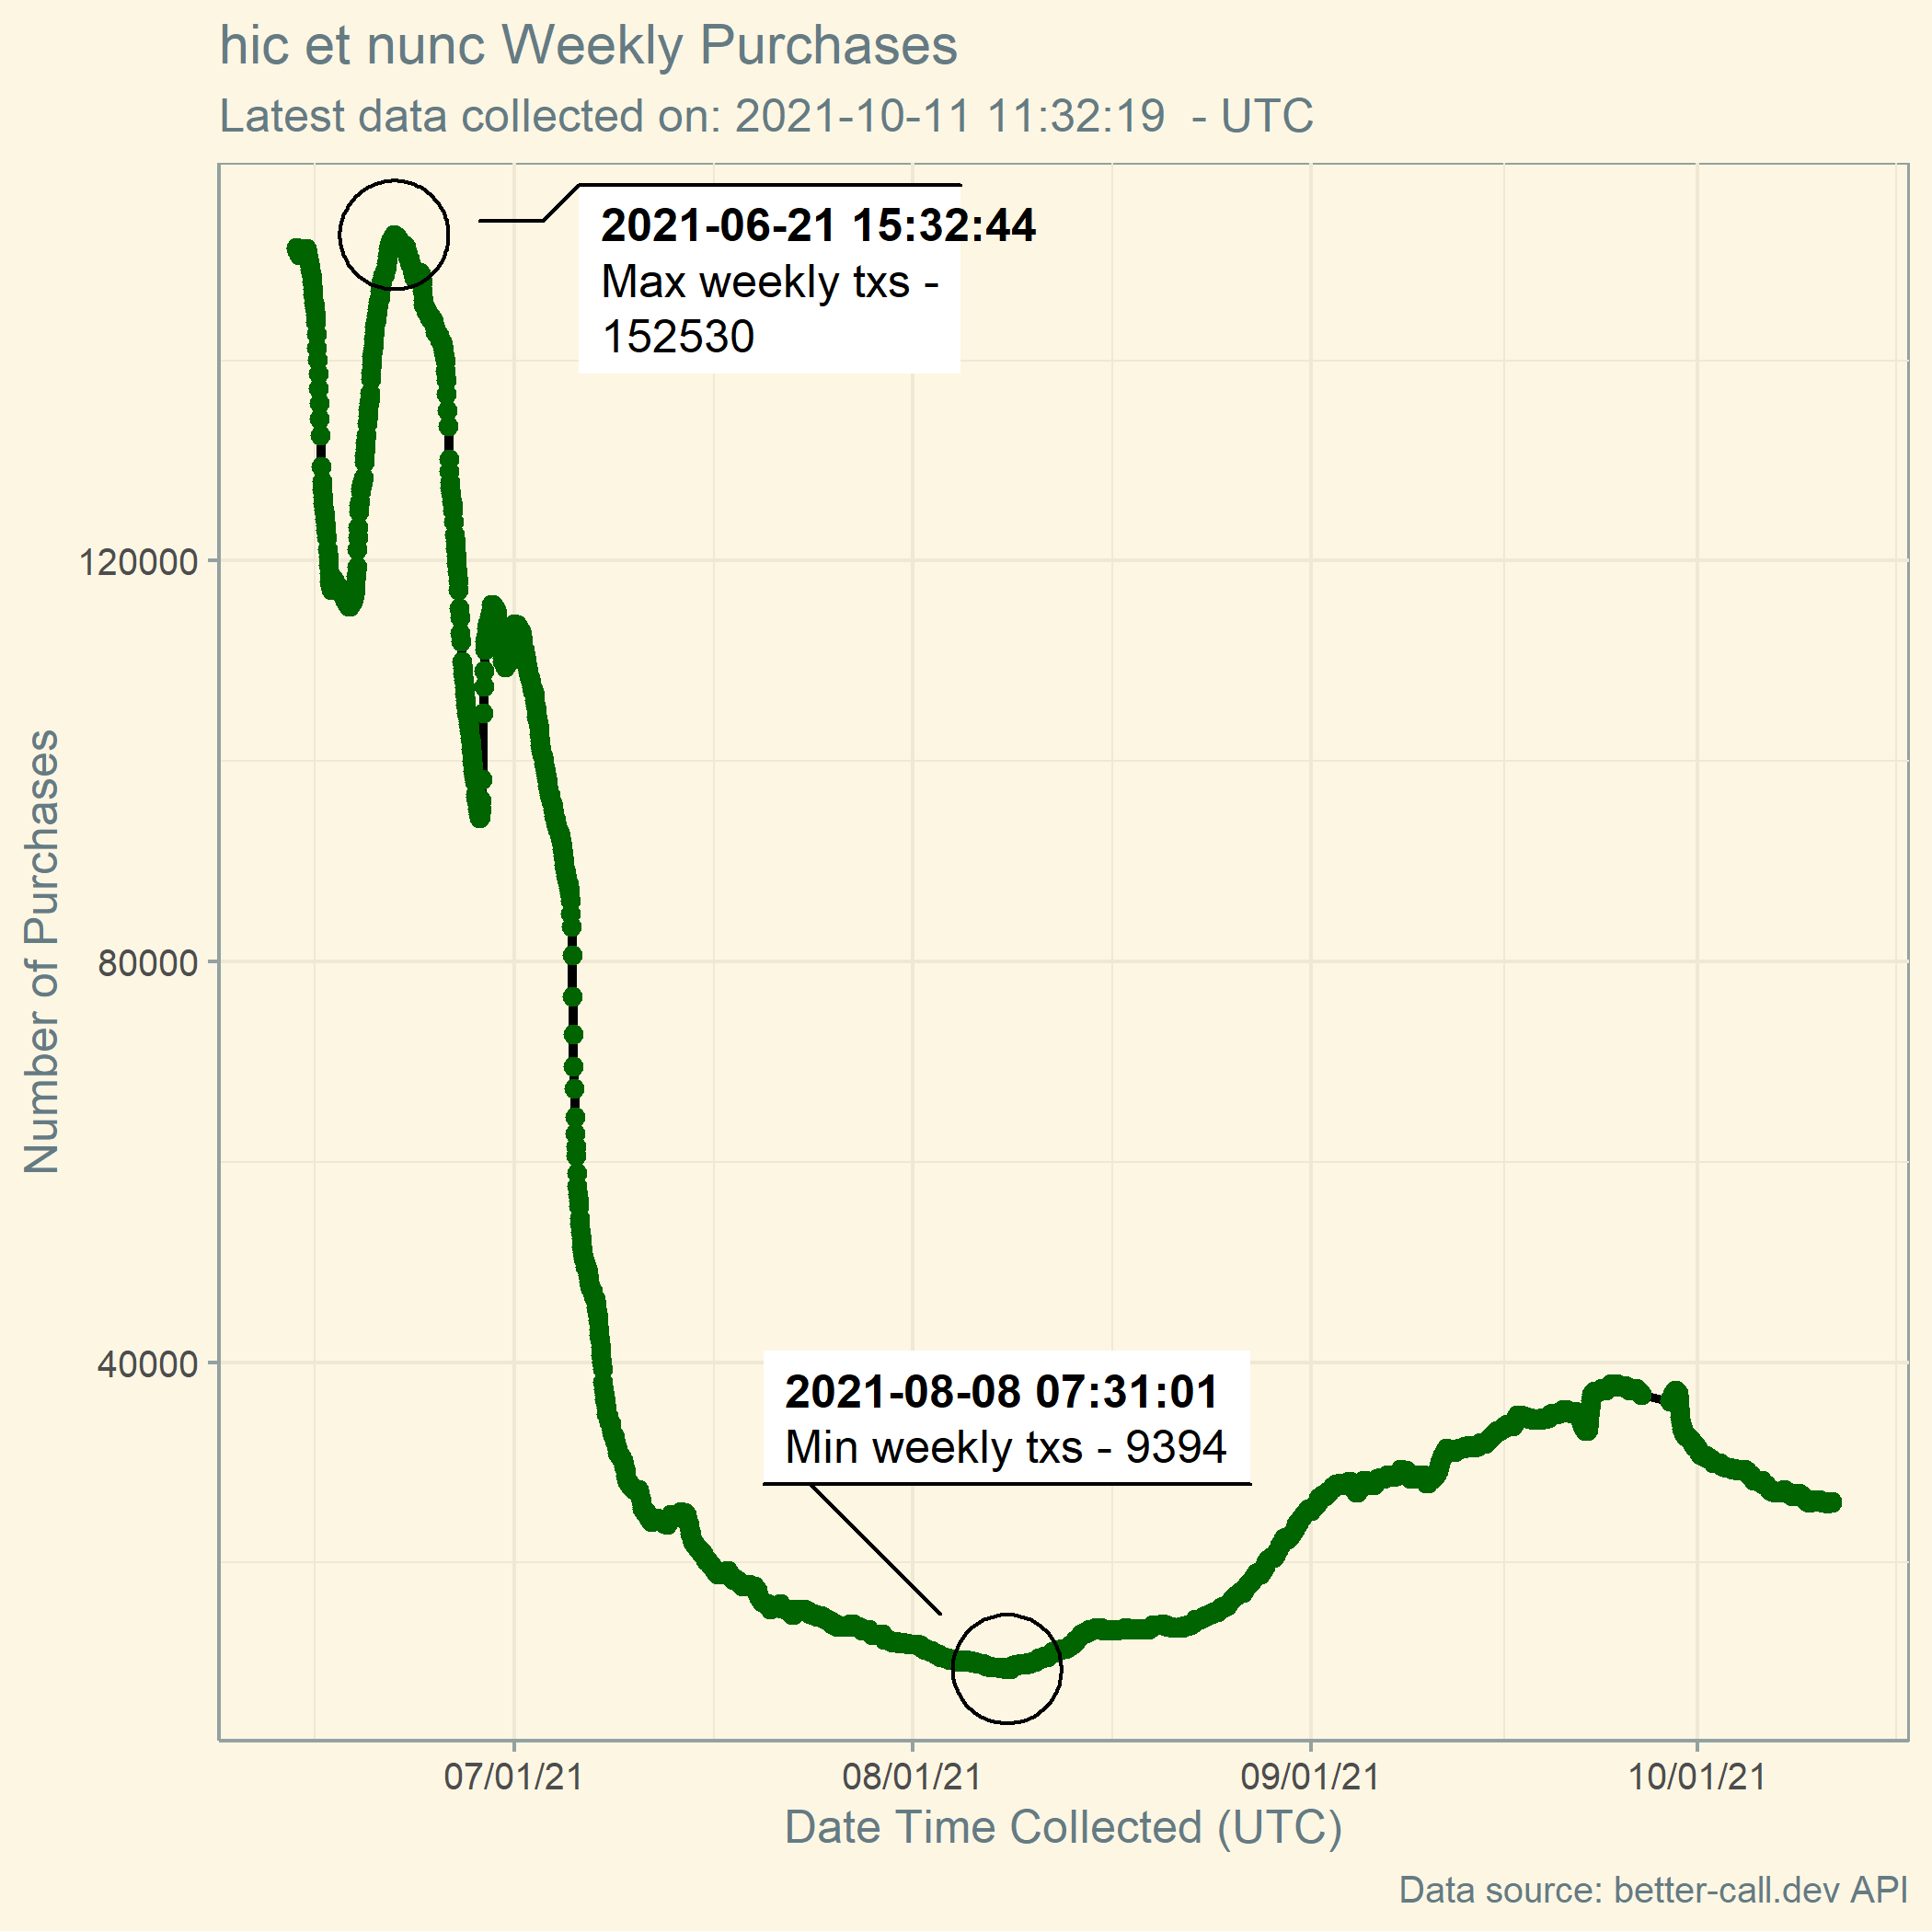 hic et nunc Weekly Purchases
Latest data collected on: 2021-10-11 11:32:19  - UTC
2021-06-21 15:32:44
Max weekly txs -
152530
120000
80000
40000
Number of Purchases
2021-08-08 07:31:01
Min weekly txs - 9394
07/01/21 08/01/21 09/01/21 10/01/21
Date Time Collected (UTC)
Data source: better-call.dev API